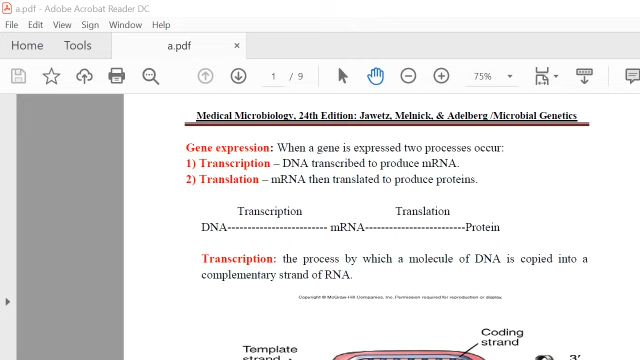 a.pdf - Adobe Acrobat Reader DC
File Edit View Sign Window Help
Home Tools a.pdf ×
1 / 9 75%
Medical Microbiology, 24th Edition: Jawetz, Melnick, & Adelberg /Microbial Genetics
Gene expression: When a gene is expressed two processes occur:
1) Transcription – DNA transcribed to produce mRNA.
2) Translation – mRNA then translated to produce proteins.
Transcription Translation
DNA------------------------- mRNA-------------------------Protein
Transcription: the process by which a molecule of DNA is copied into a
complementary strand of RNA.
Copyright © McGraw-Hill Companies, Inc. Permission required for reproduction or display.
Coding
strand
Template
strand
3'